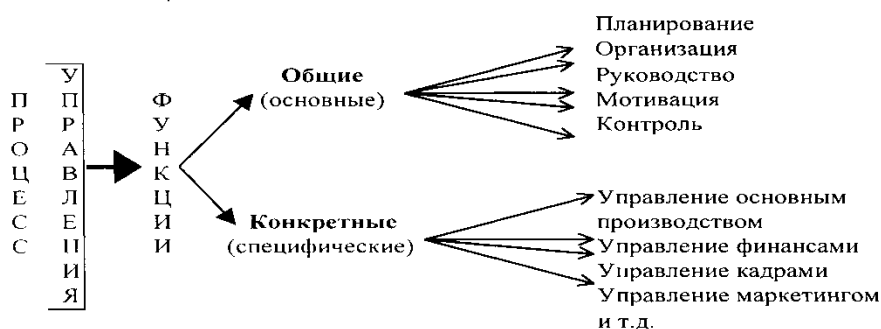 ПРОЦЕСС
УПРАВЛЕНИЯ
ФУНКЦИИ
Общие
(основные)
Планирование
Организация
Руководство
Мотивация
Контроль
Конкретные
(специфические)
Управление основным
производством
Управление финансами
Управление кадрами
Управление маркетингом
и т.д.